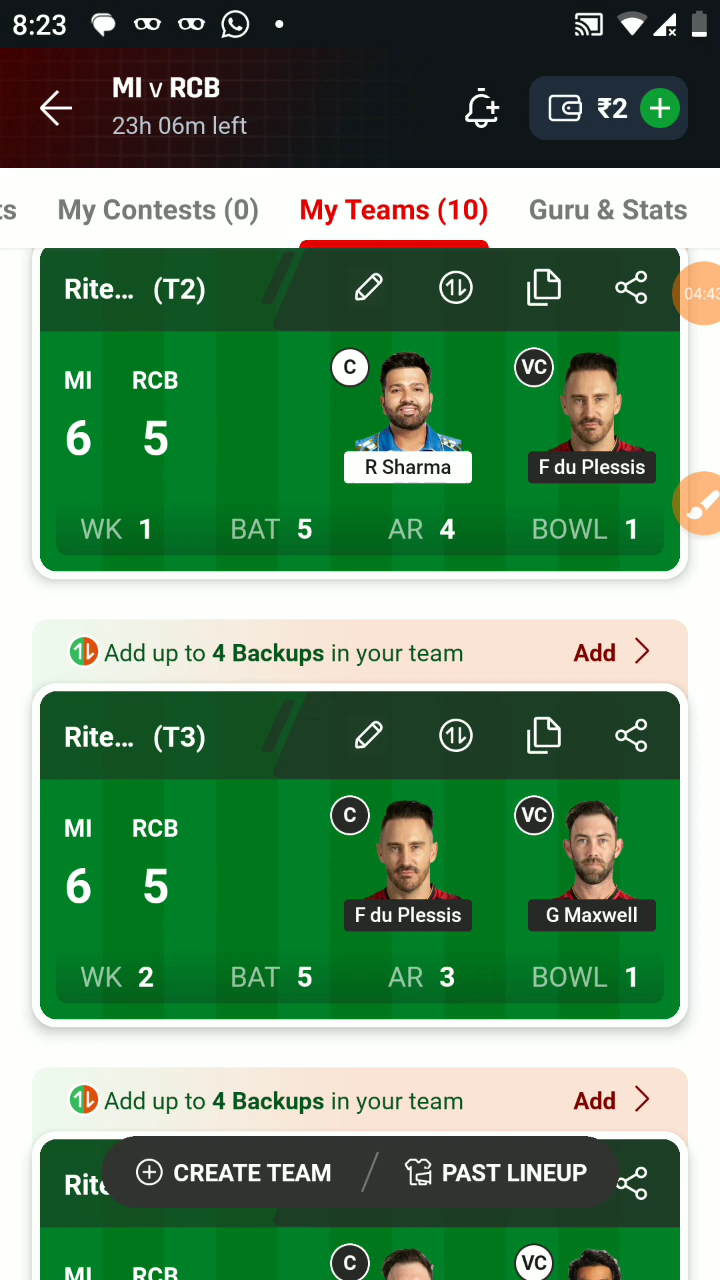 8:23
MI v RCB
23h 06m left
₹2
ts My Contests (0) My Teams (10) Guru & Stats
Rite... (T2)
04:43
MI RCB
C VC
6 5
R Sharma F du Plessis
WK 1 BAT 5 AR 4 BOWL 1
Add up to 4 Backups in your team Add
Rite... (T3)
MI RCB
C VC
6 5
F du Plessis G Maxwell
WK 2 BAT 5 AR 3 BOWL 1
Add up to 4 Backups in your team Add
Rite
CREATE TEAM / PAST LINEUP
MI RCB
C VC